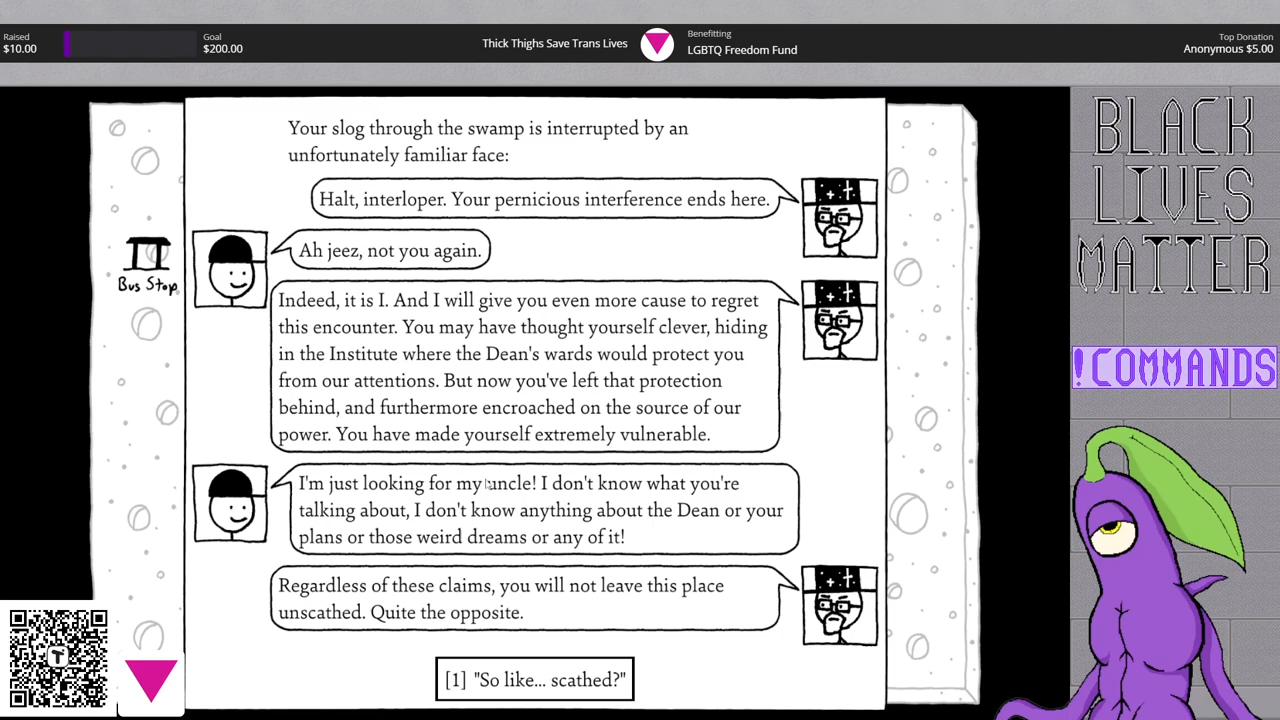 Raised
$10.00
Goal
$200.00
Thick Thighs Save Trans Lives
Benefitting
LGBTQ Freedom Fund
Top Donation
Anonymous $5.00
Your slog through the swamp is interrupted by an
unfortunately familiar face:
Halt, interloper. Your pernicious interference ends here.
Ah jeez, not you again.
Bus Stop
Indeed, it is I. And I will give you even more cause to regret
this encounter. You may have thought yourself clever, hiding
in the Institute where the Dean's wards would protect you
from our attentions. But now you've left that protection
behind, and furthermore encroached on the source of our
power. You have made yourself extremely vulnerable.
I'm just looking for my uncle! I don't know what you're
talking about, I don't know anything about the Dean or your
plans or those weird dreams or any of it!
Regardless of these claims, you will not leave this place
unscathed. Quite the opposite.
[1] "So like... scathed?"
BLACK
LIVES
MATTER
!COMMANDS
T